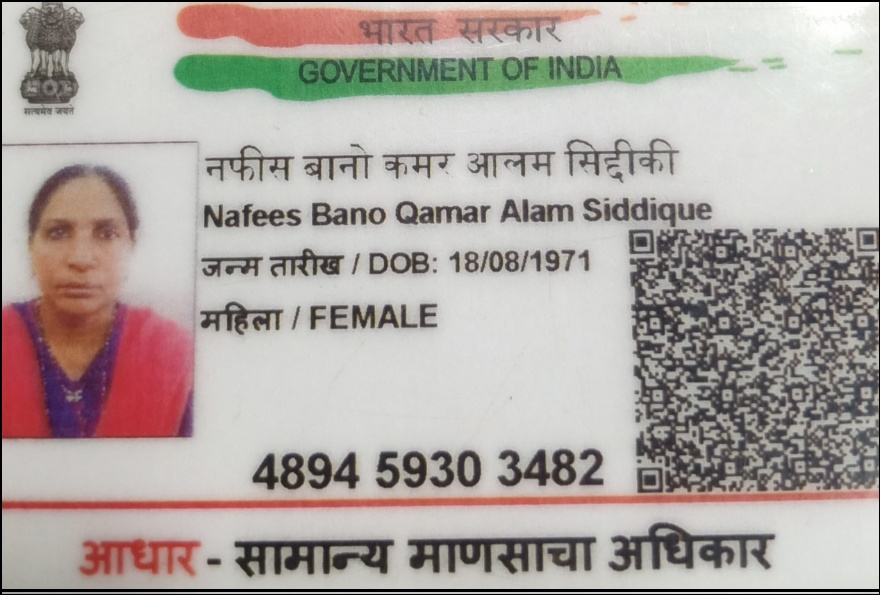 भारत सरकार
GOVERNMENT OF INDIA
सत्यमेव जयते
नफीस बानो कमर आलम सिद्दीकी
Nafees Bano Qamar Alam Siddique
जन्म तारीख / DOB: 18/08/1971
महिला / FEMALE
4894 5930 3482
आधार - सामान्य माणसाचा अधिकार